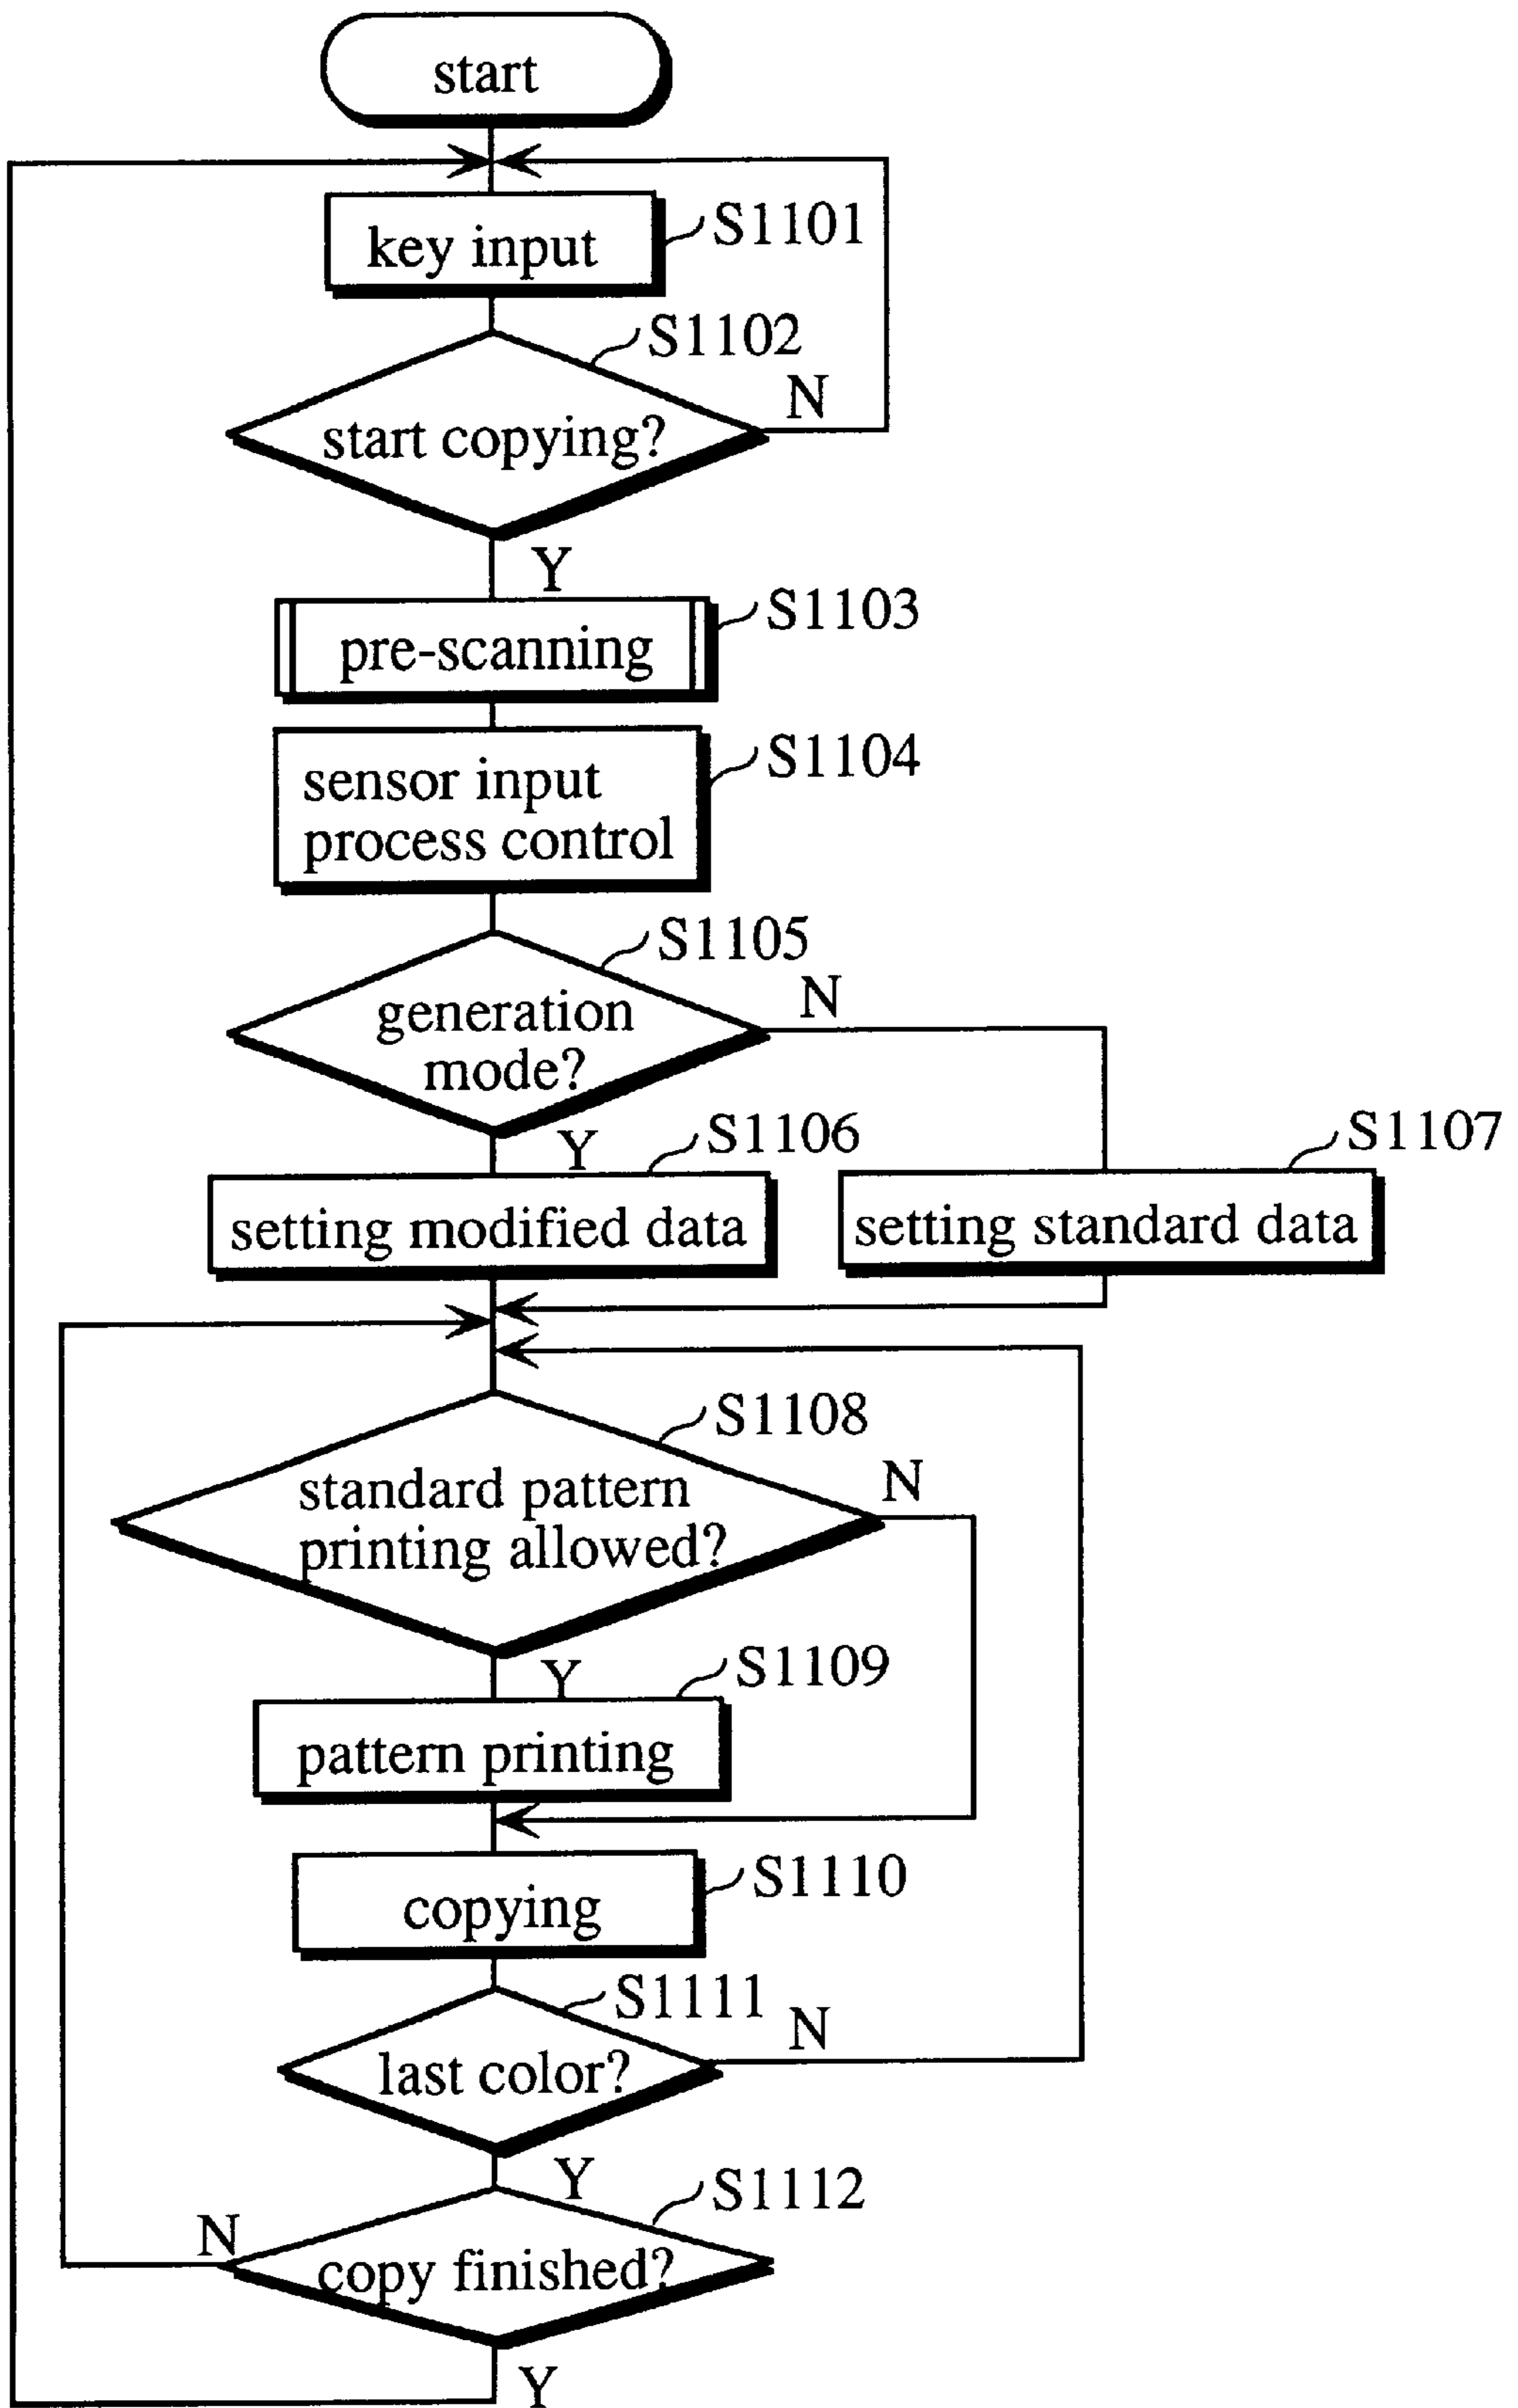 start
key input
S1101
S1102
start copying?
N
Y
pre-scanning
S1103
sensor input
process control
S1104
S1105
generation
mode?
N
Y
S1106
S1107
setting modified data
setting standard data
S1108
standard pattern
printing allowed?
N
Y
S1109
pattern printing
S1110
copying
S1111
last color?
N
Y
S1112
N
copy finished?
Y